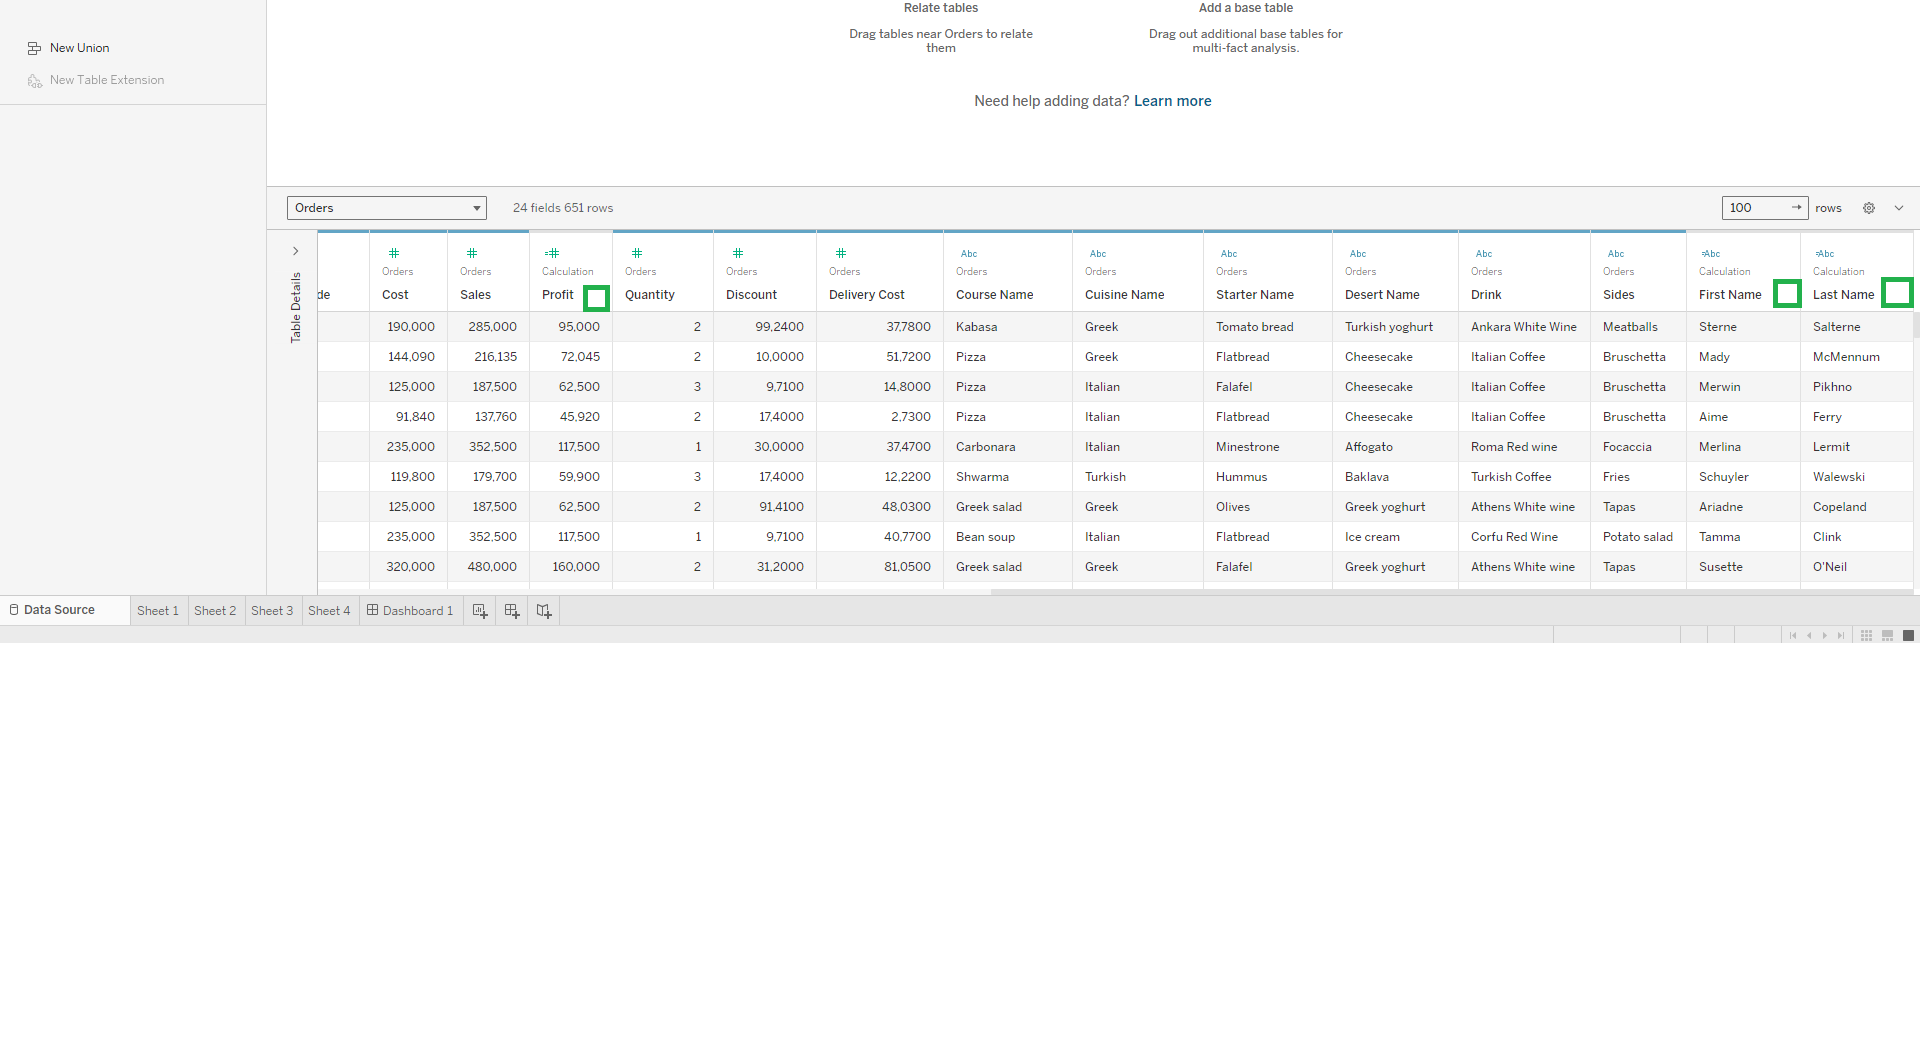 Relate tables
Add a base table
Drag tables near Orders to relate them
Drag out additional base tables for multi-fact analysis.
New Union
New Table Extension
Need help adding data? Learn more
Orders
24 fields 651 rows
100 rows
Table Details
Orders Orders Calculation Orders Orders Orders Abc Orders Abc Orders Abc Orders Abc Orders Abc Orders Abc Orders =Abc Calculation =Abc Calculation
de Cost Sales Profit Quantity Discount Delivery Cost Course Name Cuisine Name Starter Name Desert Name Drink Sides First Name Last Name
190,000 285,000 95,000 2 99,2400 37,7800 Kabasa Greek Tomato bread Turkish yoghurt Ankara White Wine Meatballs Sterne Salterne
144,090 216,135 72,045 2 10,0000 51,7200 Pizza Greek Flatbread Cheesecake Italian Coffee Bruschetta Mady McMennum
125,000 187,500 62,500 3 9,7100 14,8000 Pizza Italian Falafel Cheesecake Italian Coffee Bruschetta Merwin Pikhno
91,840 137,760 45,920 2 17,4000 2,7300 Pizza Italian Flatbread Cheesecake Italian Coffee Bruschetta Aime Ferry
235,000 352,500 117,500 1 30,0000 37,4700 Carbonara Italian Minestrone Affogato Roma Red wine Focaccia Merlina Lermit
119,800 179,700 59,900 3 17,4000 12,2200 Shwarma Turkish Hummus Baklava Turkish Coffee Fries Schuyler Walewski
125,000 187,500 62,500 2 91,4100 48,0300 Greek salad Greek Olives Greek yoghurt Athens White wine Tapas Ariadne Copeland
235,000 352,500 117,500 1 9,7100 40,7700 Bean soup Italian Flatbread Ice cream Corfu Red Wine Potato salad Tamma Clink
320,000 480,000 160,000 2 31,2000 81,0500 Greek salad Greek Falafel Greek yoghurt Athens White wine Tapas Susette O'Neil
Data Source Sheet 1 Sheet 2 Sheet 3 Sheet 4 Dashboard 1